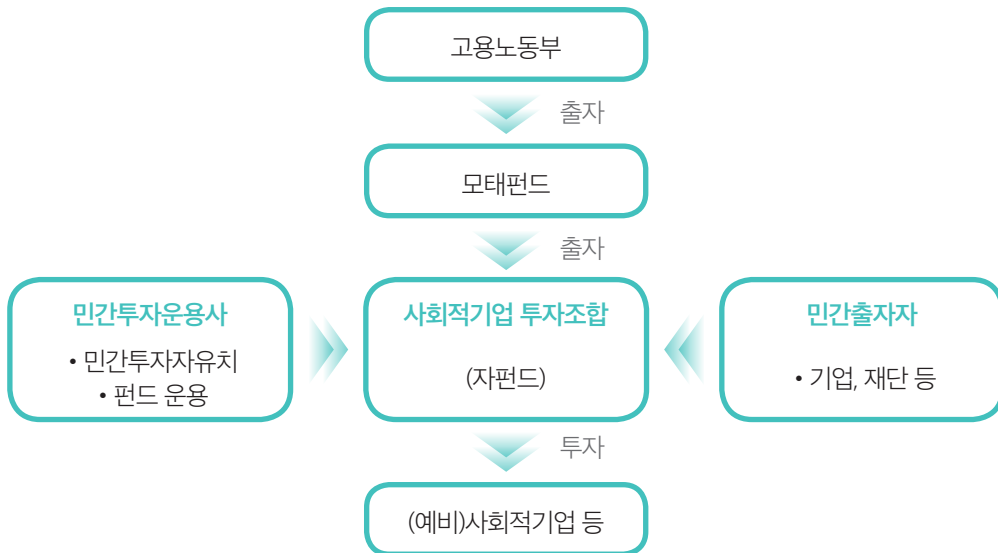 고용노동부
출자
모태펀드
출자
민간투자운용사
• 민간투자자유치
• 펀드 운용
사회적기업 투자조합
(자펀드)
민간출자자
• 기업, 재단 등
투자
(예비)사회적기업 등